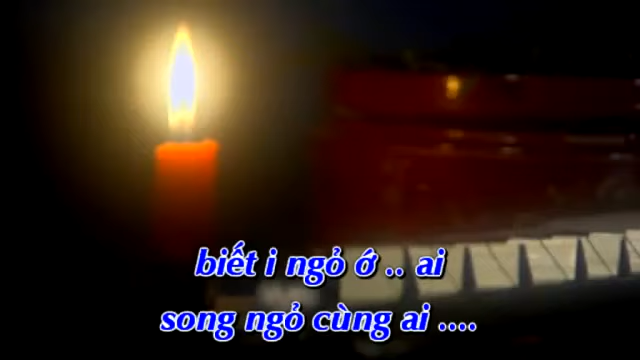 biết i ngỏ ớ .. ai
song ngỏ cùng ai ....